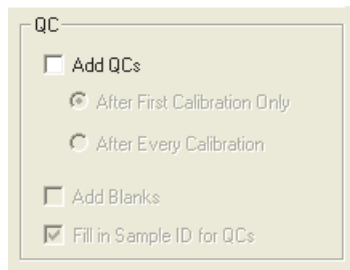 QC
Add QCs
After First Calibration Only
After Every Calibration
Add Blanks
Fill in Sample ID for QCs